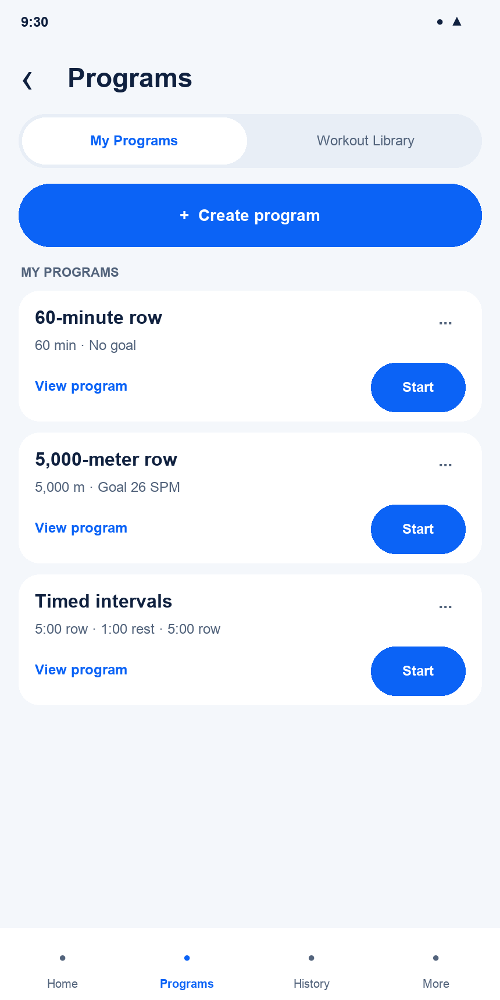 9:30
Programs
My Programs
Workout Library
+ Create program
MY PROGRAMS
60-minute row
...
60 min · No goal
View program
Start
5,000-meter row
...
5,000 m · Goal 26 SPM
View program
Start
Timed intervals
...
5:00 row · 1:00 rest · 5:00 row
View program
Start
Home
Programs
History
More